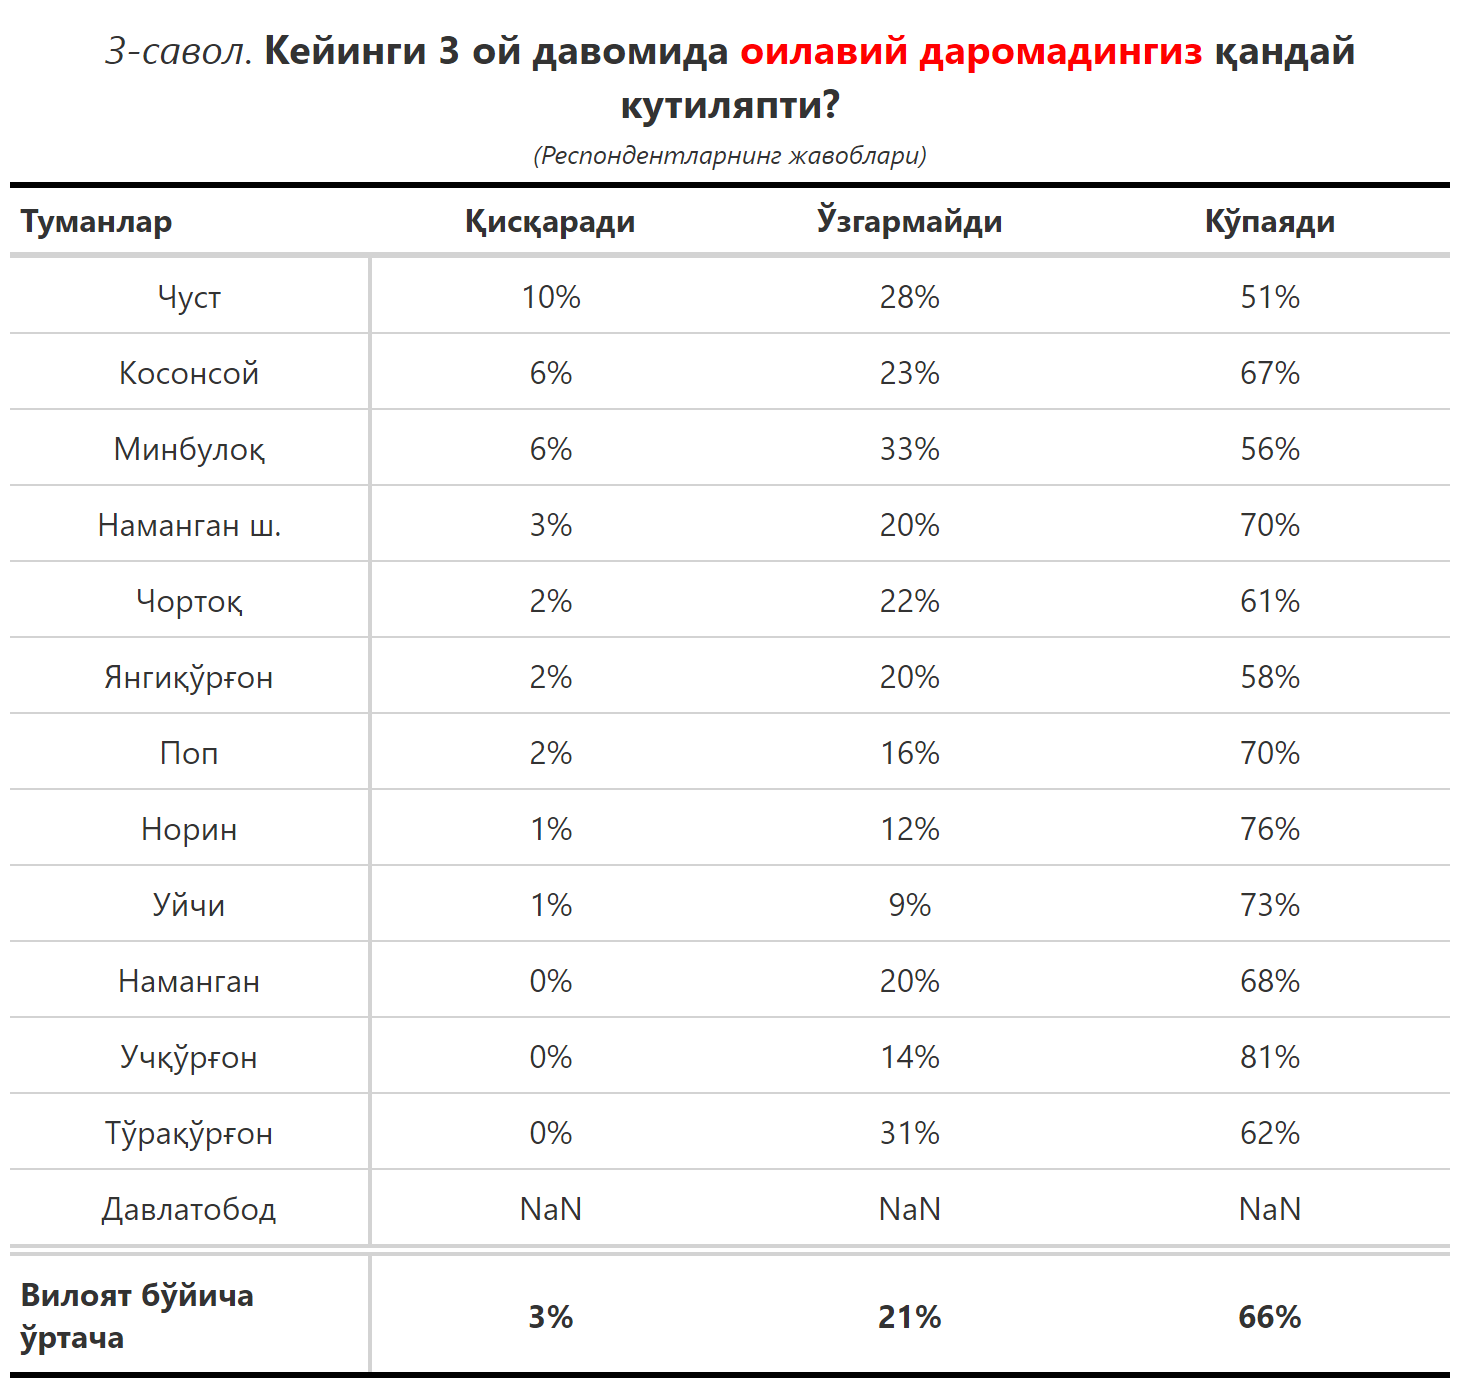 3-савол. Кейинги 3 ой давомида оилавий даромадингиз қандай
кутиляпти?
(Респондентларнинг жавоблари)
Туманлар Қисқаради Ўзгармайди Кўпаяди
Чуст 10% 28% 51%
Косонсой 6% 23% 67%
Минбулоқ 6% 33% 56%
Наманган ш. 3% 20% 70%
Чортоқ 2% 22% 61%
Янгиқўрғон 2% 20% 58%
Поп 2% 16% 70%
Норин 1% 12% 76%
Уйчи 1% 9% 73%
Наманган 0% 20% 68%
Учқўрғон 0% 14% 81%
Тўрақўрғон 0% 31% 62%
Давлатобод NaN NaN NaN
Вилоят бўйича
ўртача 3% 21% 66%